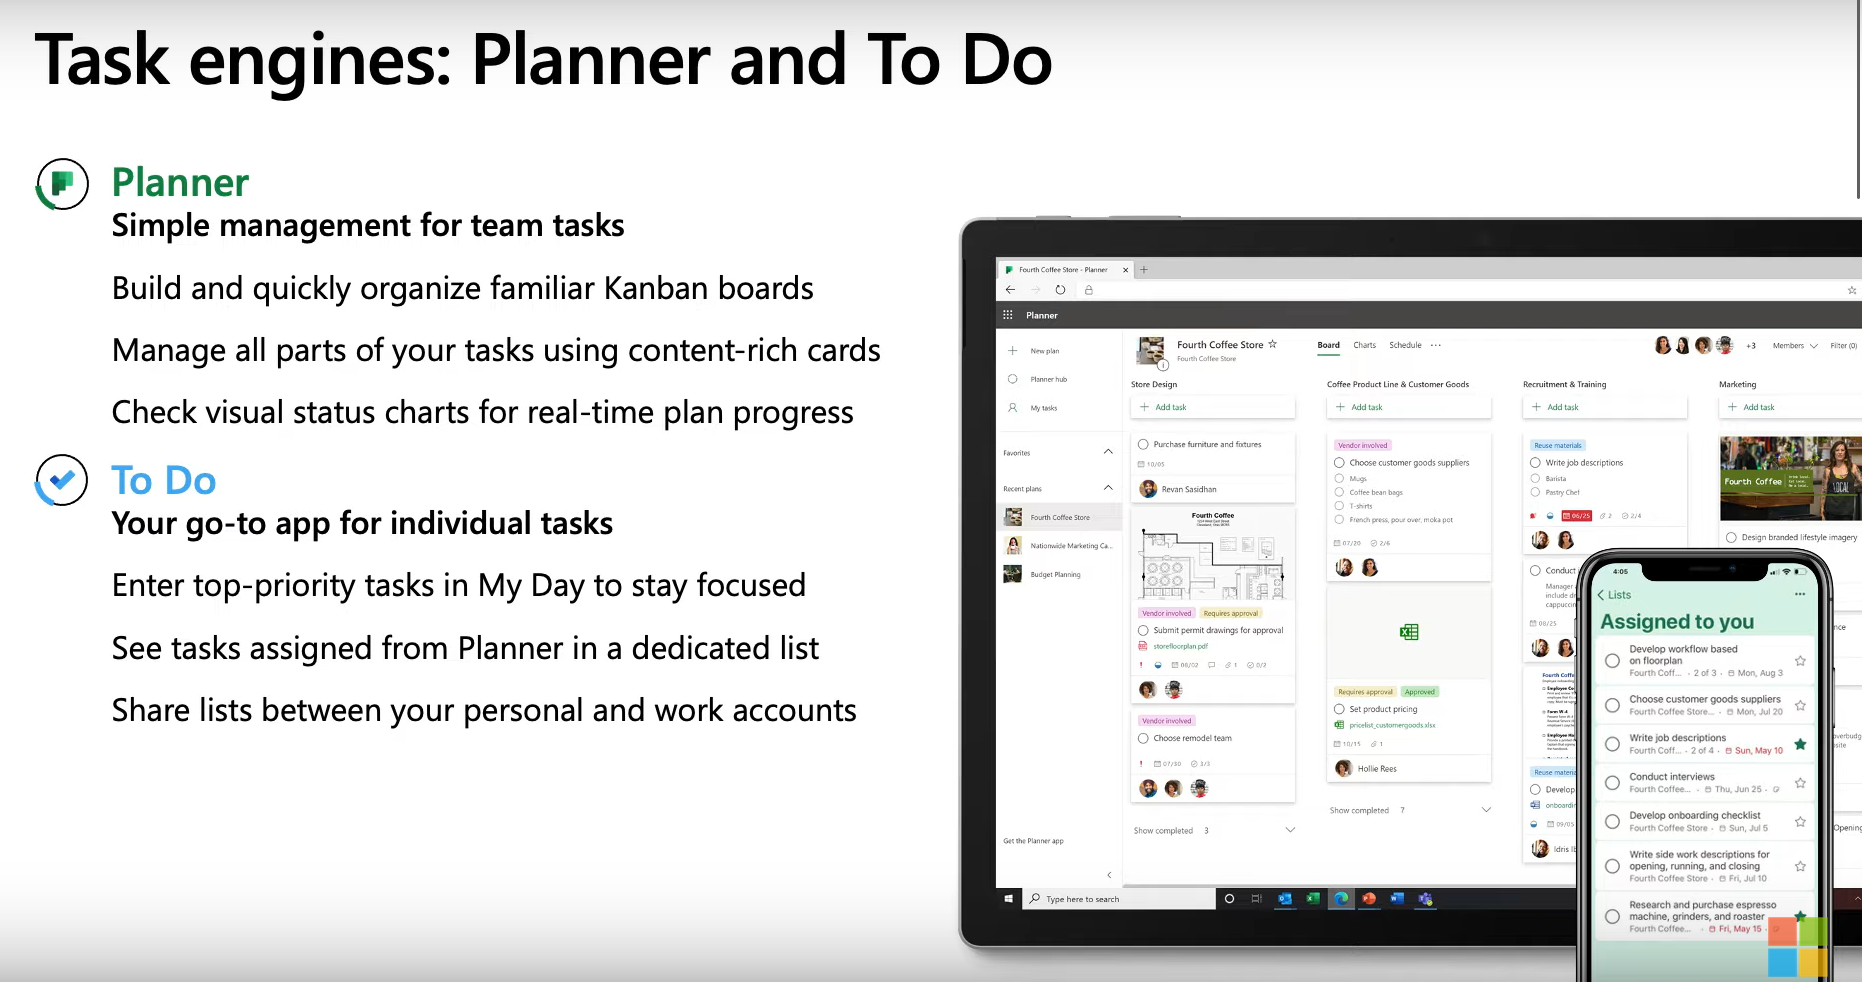 Task engines: Planner and To Do
Planner
Simple management for team tasks
Build and quickly organize familiar Kanban boards
Manage all parts of your tasks using content-rich cards
Check visual status charts for real-time plan progress
To Do
Your go-to app for individual tasks
Enter top-priority tasks in My Day to stay focused
See tasks assigned from Planner in a dedicated list
Share lists between your personal and work accounts
Fourth Coffee Store - Planner
Planner
New plan
Planner hub
My tasks
Favorites
Recent plans
Fourth Coffee Store
Nationwide Marketing Ca...
Budget Planning
Get the Planner app
Fourth Coffee Store
Fourth Coffee Store
Board Charts Schedule ...
+3 Members Filter (0)
Store Design
Add task
Purchase furniture and fixtures
10/05
Revan Sasidhan
Fourth Coffee
Vendor involved Requires approval
Submit permit drawings for approval
storefloorplan.pdf
06/02 1 0/2
Vendor involved
Choose remodel team
07/30 3/3
Show completed 3
Coffee Product Line & Customer Goods
Add task
Vendor involved
Choose customer goods suppliers
Mugs
Coffee bean bags
T-shirts
French press, pour over, moka pot
07/20 2/6
Requires approval Approved
Set product pricing
pricelist_customergoods.xlsx
10/15 1
Hollie Rees
Show completed 7
Recruitment & Training
Add task
Reuse materials
Write job descriptions
Barista
Pastry Chef
06/25 2 2/4
Conduct
Manager
include
cappuccin
08/25
Fourth Coff
Reuse materia
Develop
onboardin
09/05
Idris
Marketing
Add task
Fourth Coffee
LOCAL
Design branded lifestyle imagery
nce
overbudg
site
Opening
Type here to search
4:05
Lists
Assigned to you
Develop workflow based
on floorplan
Fourth Coff... · 2 of 3 · Mon, Aug 3
Choose customer goods suppliers
Fourth Coffee Store... · Mon, Jul 20
Write job descriptions
Fourth Coff... · 2 of 4 · Sun, May 10
Conduct interviews
Fourth Coffee... · Thu, Jun 25 ·
Develop onboarding checklist
Fourth Coffee Store · Sun, Jul 5
Write side work descriptions for
opening, running, and closing
Fourth Coffee Store · Fri, Jul 10
Research and purchase espresso
machine, grinders, and roaster
Fourth Coffee... · Fri, May 15 ·